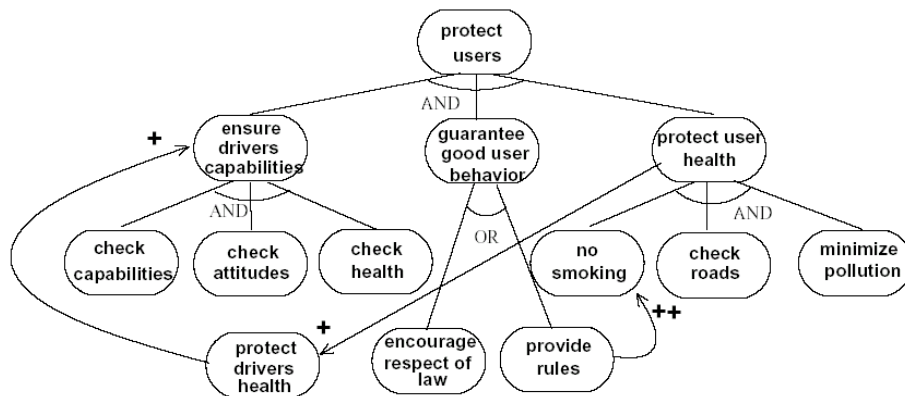 protect
users
AND
ensure
drivers
capabilities
+
guarantee
good user
behavior
protect user
health
AND
OR
AND
check
capabilities
check
attitudes
check
health
no
smoking
check
roads
minimize
pollution
+
++
protect
drivers
health
encourage
respect of
law
provide
rules